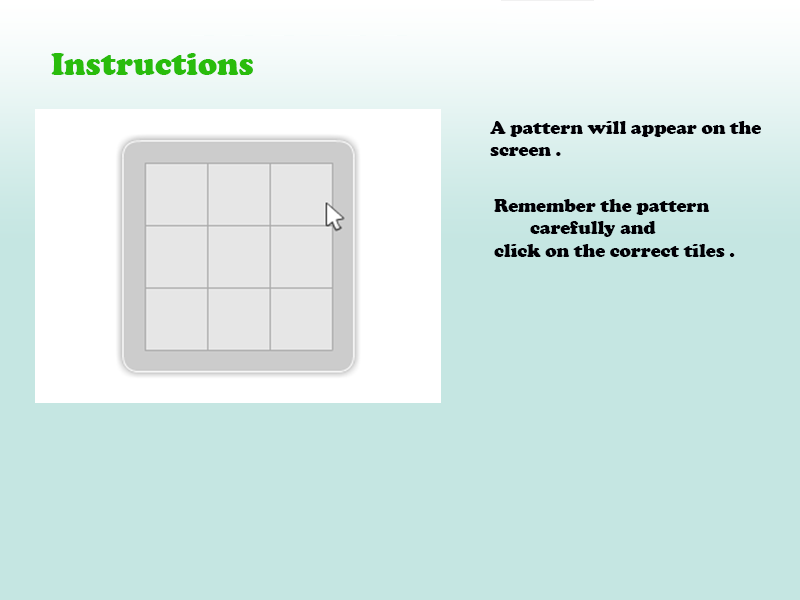 Instructions
A pattern will appear on the
screen .
Remember the pattern
carefully and
click on the correct tiles .